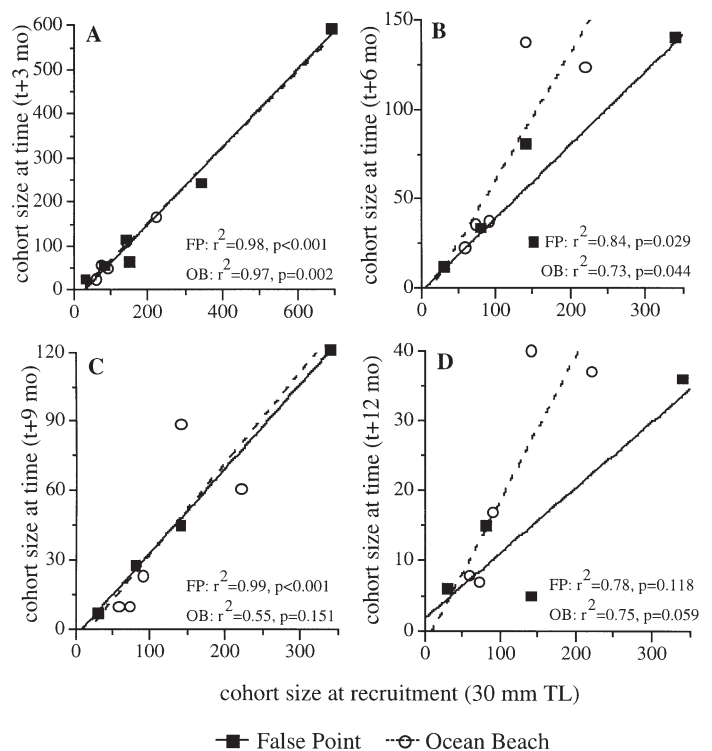 A
cohort size at time (t+3 mo)
600
500
400
300
200
100
0
0
200
400
600
FP: r²=0.98, p<0.001
OB: r²=0.97, p=0.002
B
cohort size at time (t+6 mo)
150
100
50
0
0
100
200
300
FP: r²=0.84, p=0.029
OB: r²=0.73, p=0.044
C
cohort size at time (t+9 mo)
120
90
60
30
0
0
100
200
300
FP: r²=0.99, p<0.001
OB: r²=0.55, p=0.151
D
cohort size at time (t+12 mo)
40
30
20
10
0
0
100
200
300
FP: r²=0.78, p=0.118
OB: r²=0.75, p=0.059
cohort size at recruitment (30 mm TL)
False Point
Ocean Beach